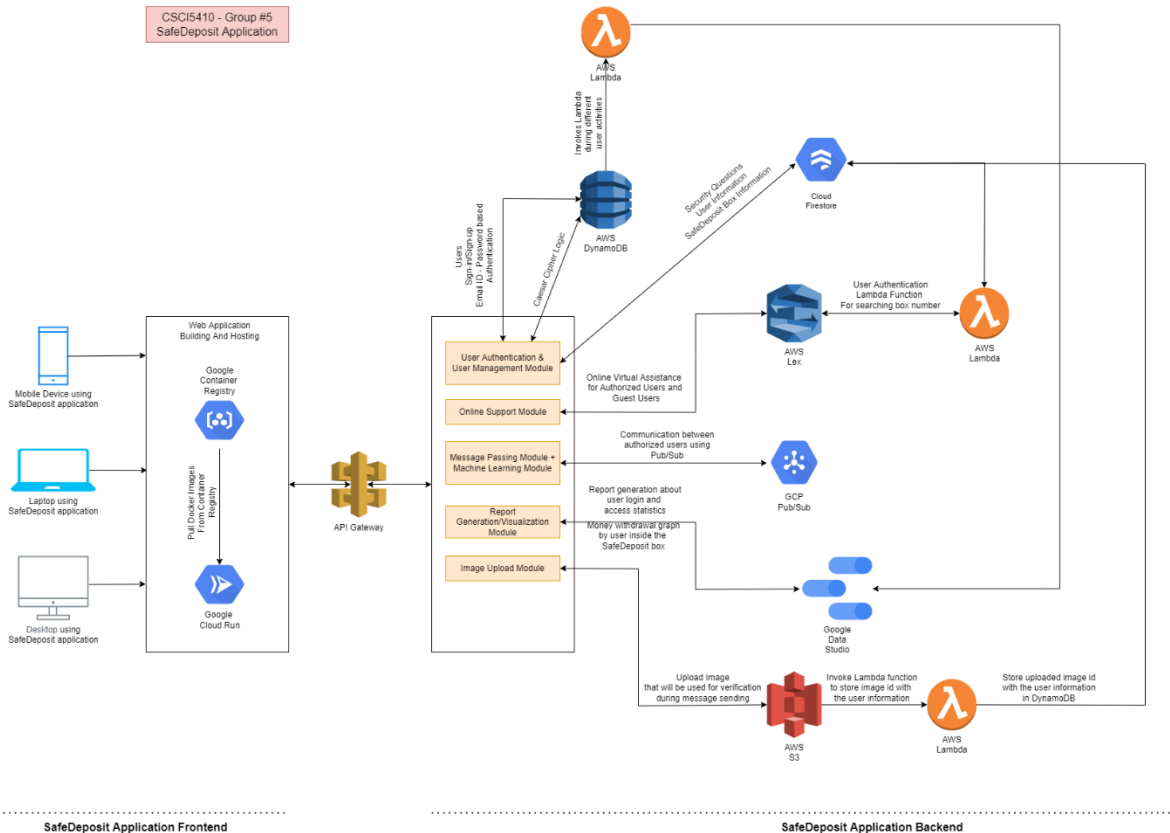 CSCI5410 - Group #5
SafeDeposit Application
AWS
Lambda
Invokes Lambda
during different
user activities
AWS
DynamoDB
Users
Sign-in/Sign-up
Email ID - Password based
Authentication
Caesar Cipher Logic
Security Questions
User Information
SafeDeposit Box Information
Cloud
Firestore
AWS
Lex
User Authentication
Lambda Function
For searching box number
AWS
Lambda
Mobile Device using
SafeDeposit application
Laptop using
SafeDeposit application
Desktop using
SafeDeposit application
Web Application
Building And Hosting
Google
Container
Registry
Pull Docker Images
From Container
Registry
Google
Cloud Run
API Gateway
User Authentication &
User Management Module
Online Support Module
Message Passing Module +
Machine Learning Module
Report
Generation/Visualization
Module
Image Upload Module
Online Virtual Assistance
for Authorized Users and
Guest Users
Communication between
authorized users using
Pub/Sub
GCP
Pub/Sub
Report generation about
user login and
access statistics
Money withdrawal graph
by user inside the
SafeDeposit box
Google
Data
Studio
Upload Image
that will be used for verification
during message sending
AWS
S3
Invoke Lambda function
to store image id with
the user information
AWS
Lambda
Store uploaded image id
with the user information
in DynamoDB
SafeDeposit Application Frontend
SafeDeposit Application Backend